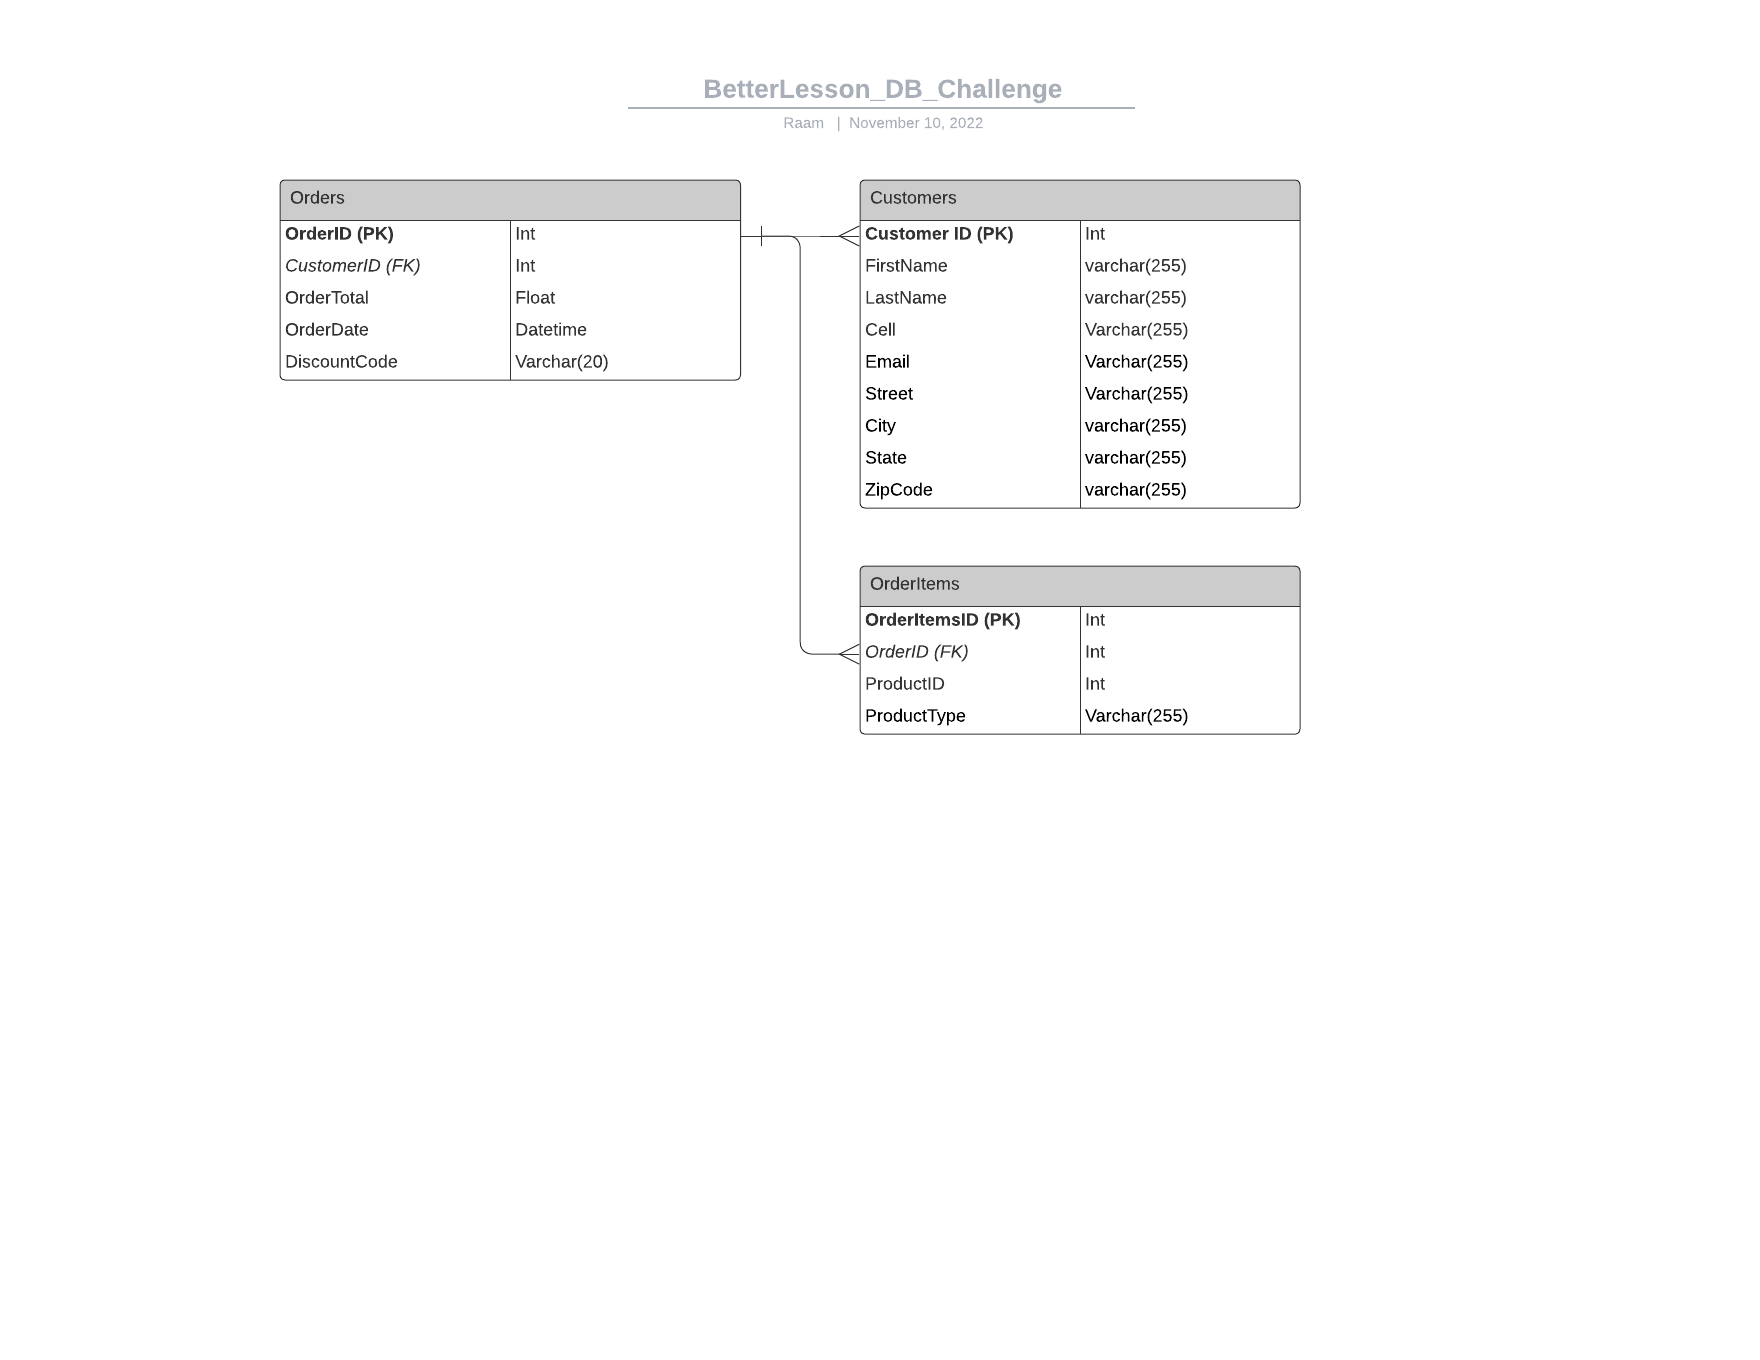 BetterLesson_DB_Challenge
Raam | November 10, 2022
Orders
OrderID (PK) Int
CustomerID (FK) Int
OrderTotal Float
OrderDate Datetime
DiscountCode Varchar(20)
Customers
Customer ID (PK) Int
FirstName varchar(255)
LastName varchar(255)
Cell Varchar(255)
Email Varchar(255)
Street Varchar(255)
City varchar(255)
State varchar(255)
ZipCode varchar(255)
OrderItems
OrderItemsID (PK) Int
OrderID (FK) Int
ProductID Int
ProductType Varchar(255)